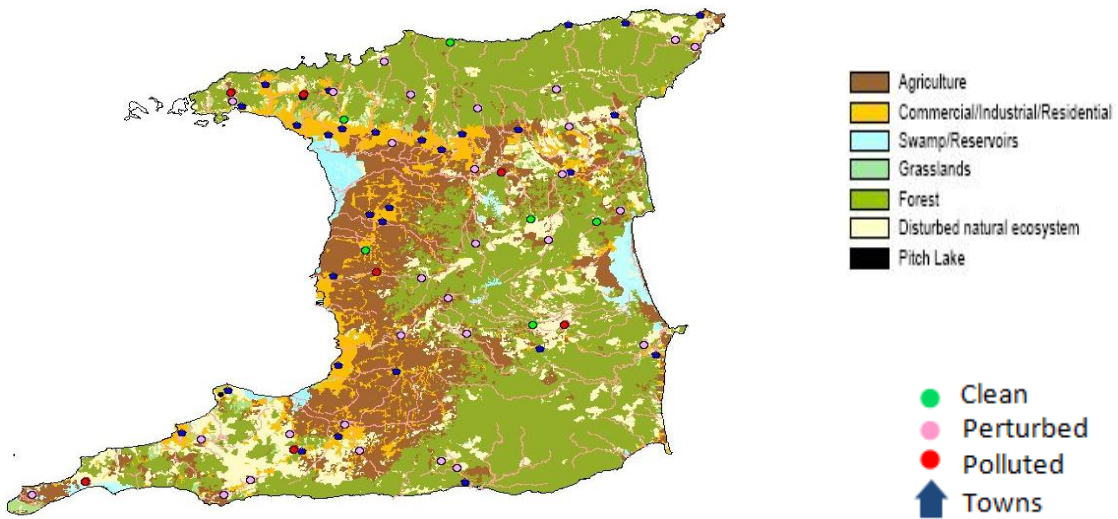 Agriculture
Commercial/Industrial/Residential
Swamp/Reservoirs
Grasslands
Forest
Disturbed natural ecosystem
Pitch Lake
Clean
Perturbed
Polluted
Towns